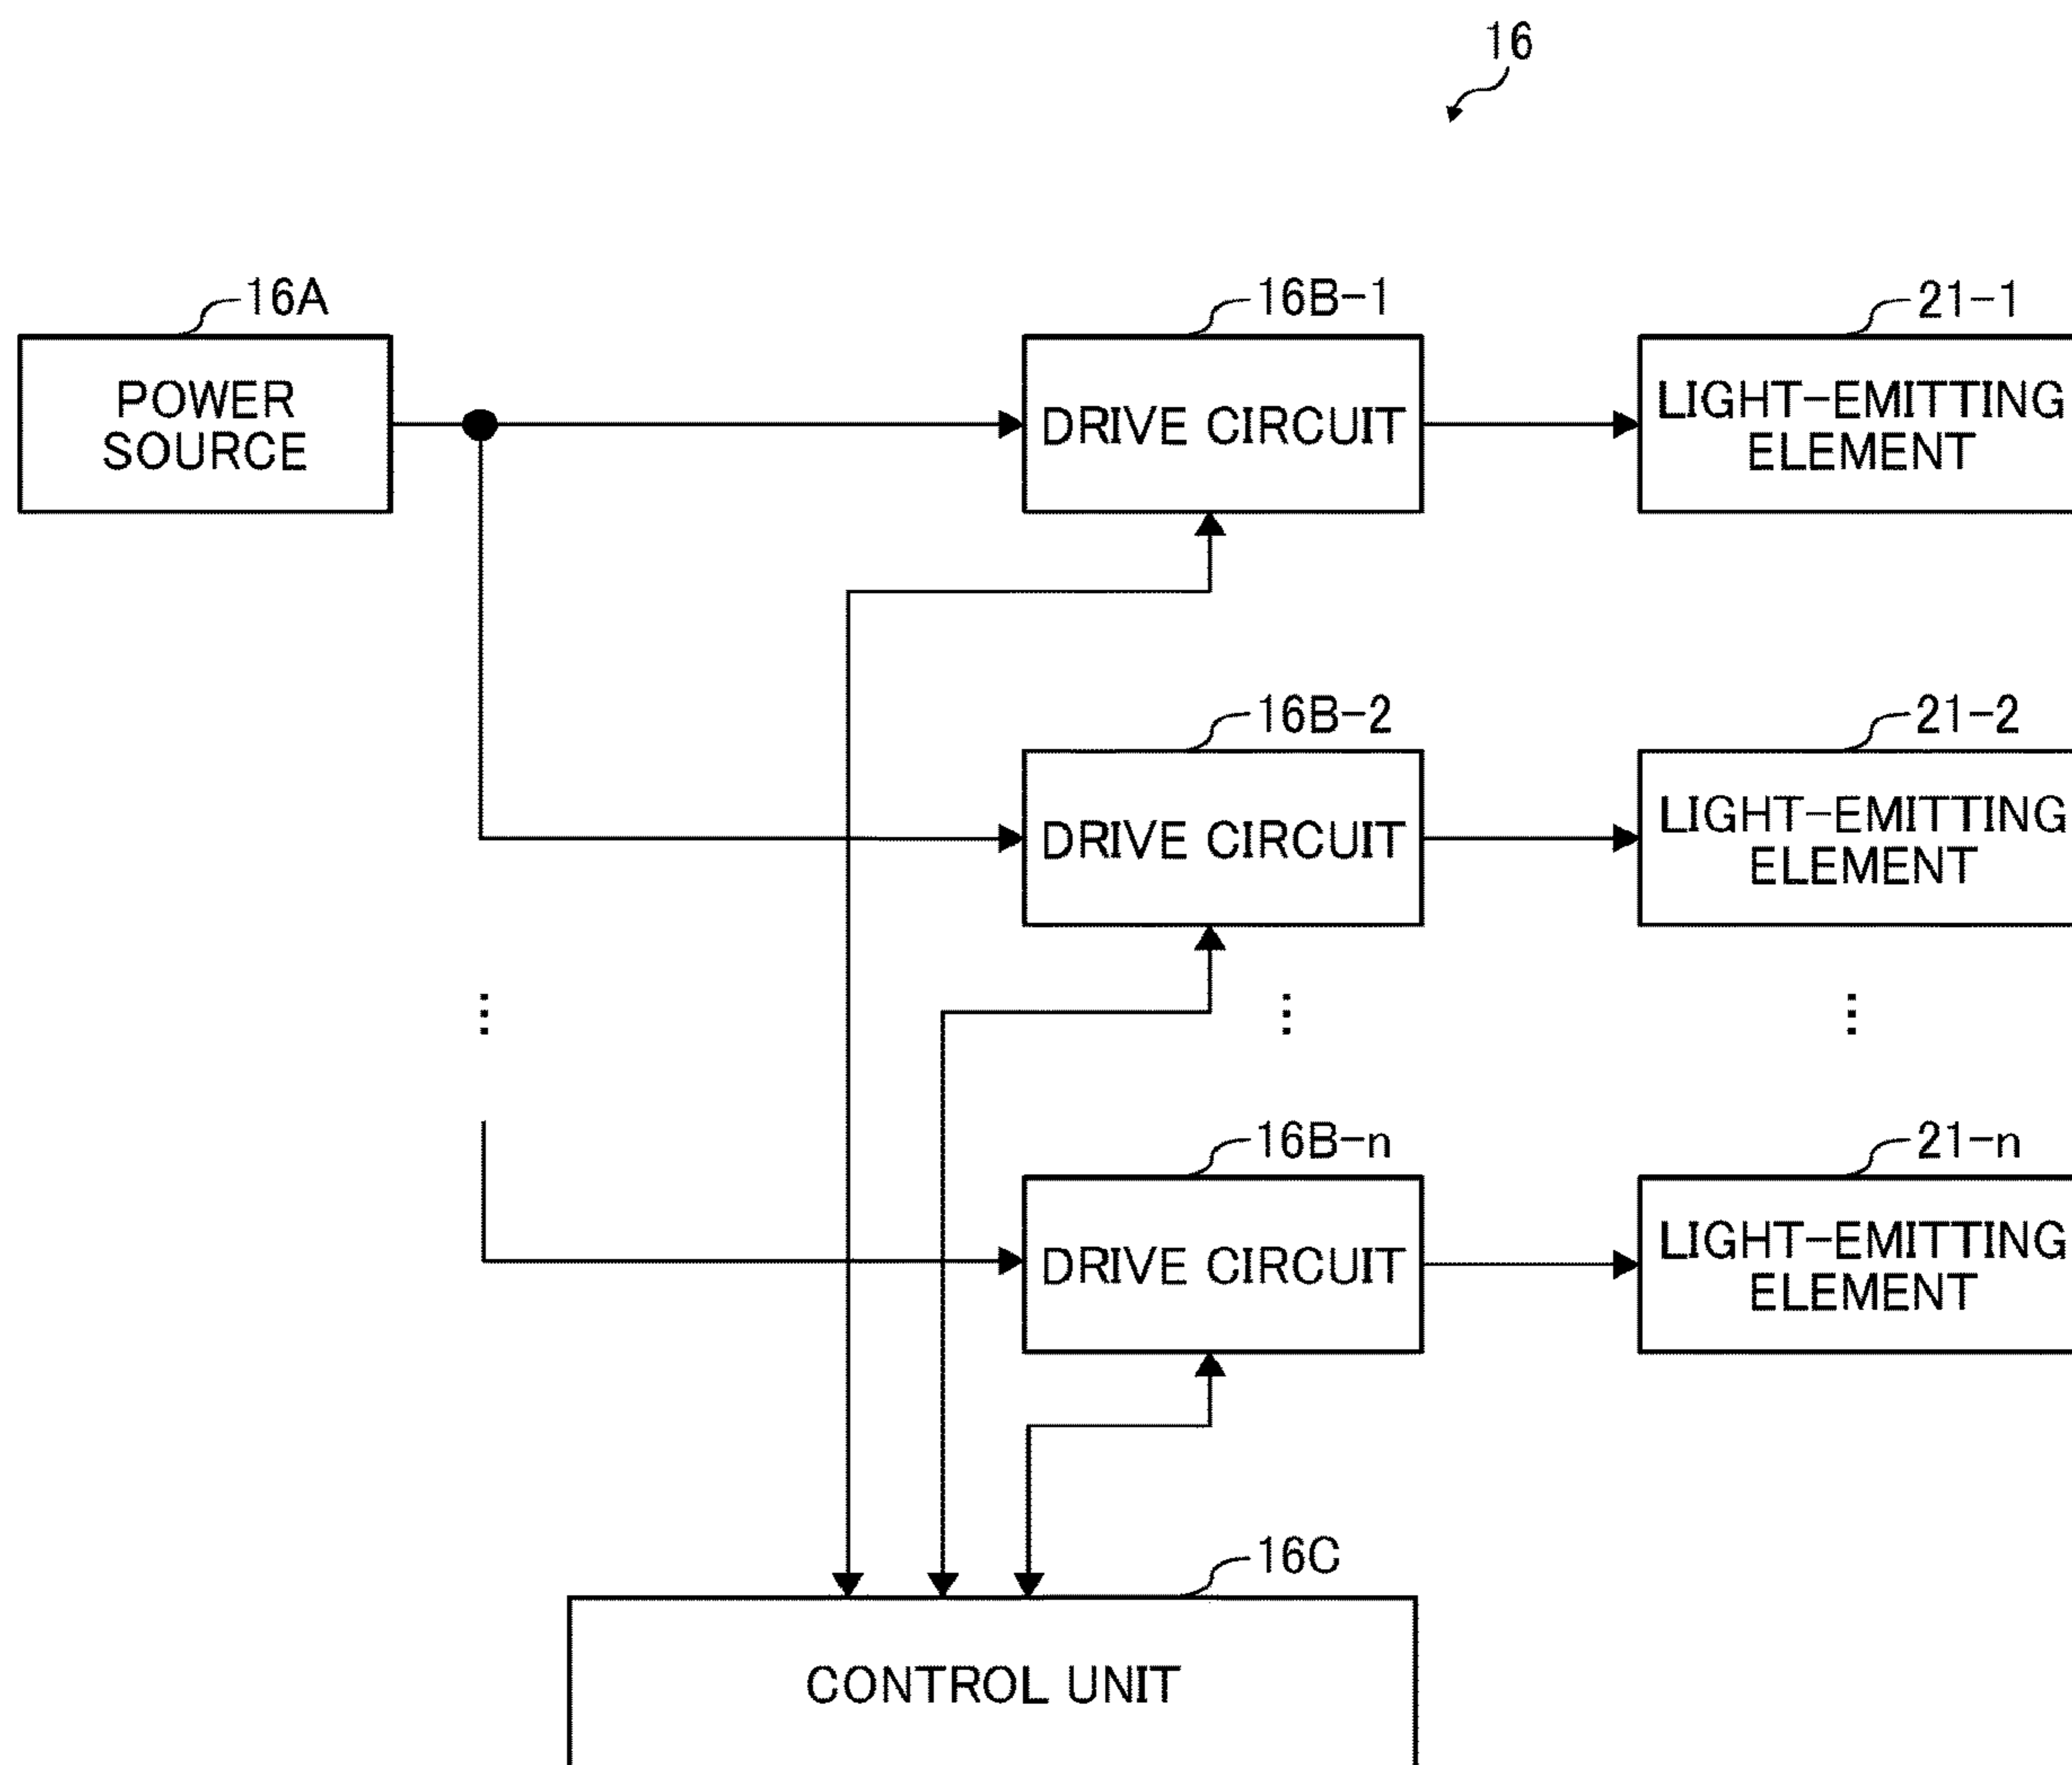 16
16A
16B-1
21-1
POWER
SOURCE
DRIVE CIRCUIT
LIGHT-EMITTING
ELEMENT
16B-2
21-2
DRIVE CIRCUIT
LIGHT-EMITTING
ELEMENT
16B-n
21-n
DRIVE CIRCUIT
LIGHT-EMITTING
ELEMENT
16C
CONTROL UNIT